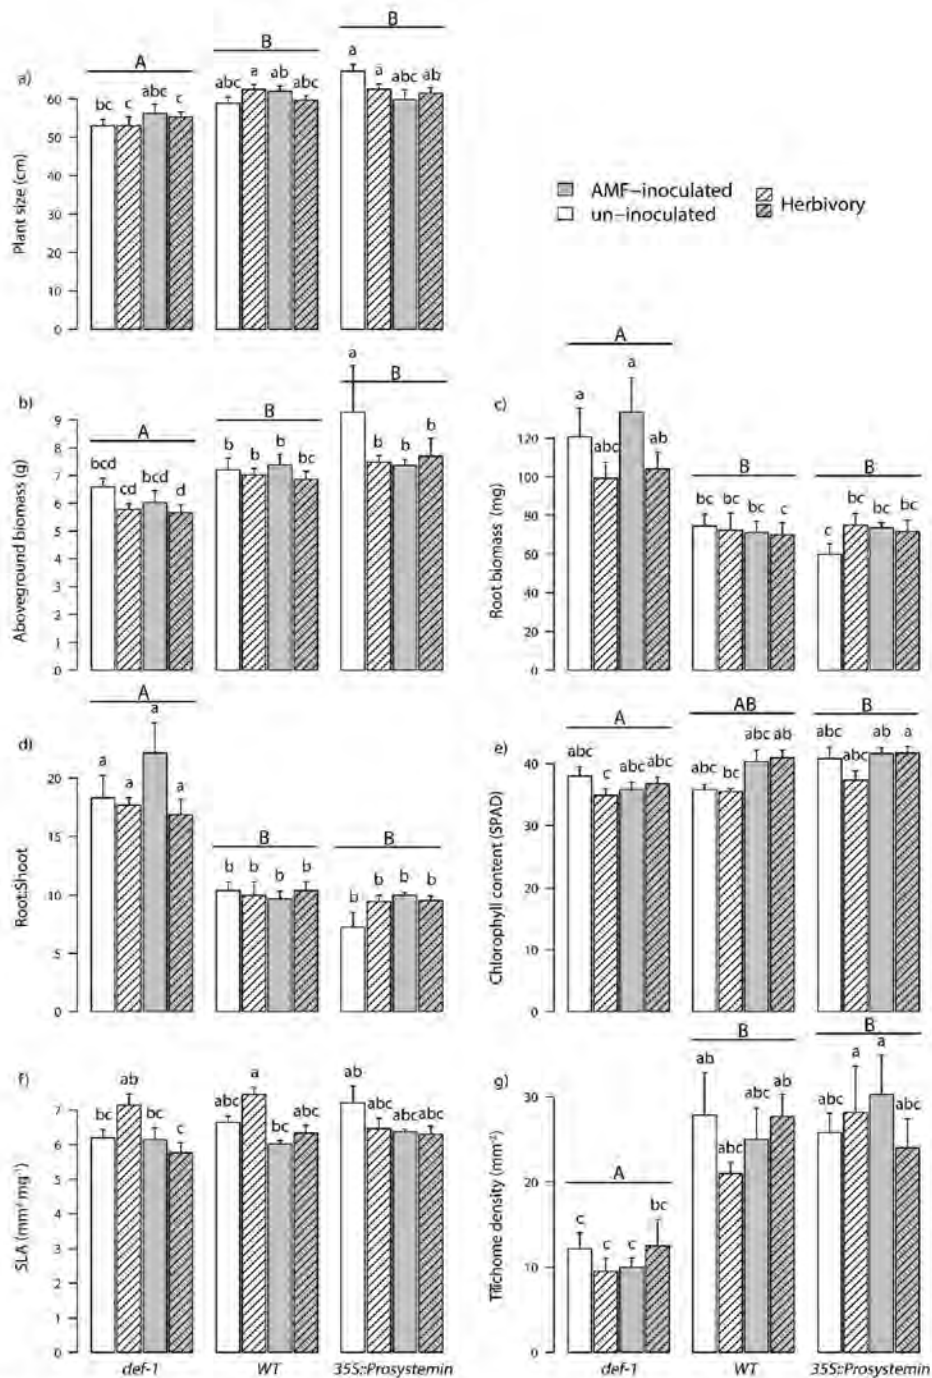 a)
Plant size (cm)
60
50
40
30
20
10
0
A
bc c abc c
B
abc a ab abc
B
a a abc ab
AMF-inoculated
un-inoculated
Herbivory
b)
Aboveground biomass (g)
9
8
7
6
5
4
3
2
1
0
A
bcd cd bcd d
B
b b b bc
B
a b b b
c)
Root biomass (mg)
120
100
80
60
40
20
0
A
a abc a ab
B
bc bc bc c
B
c bc bc bc
d)
Root:Shoot
20
15
10
5
0
A
a a a a
B
b b b b
B
b b b b
e)
Chlorophyll content (SPAD)
40
30
20
10
0
A
abc c abc abc
AB
abc bc abc ab
B
abc abc ab a
f)
SLA (mm² mg⁻¹)
7
6
5
4
3
2
1
0
bc ab bc c
abc a bc abc
ab abc abc abc
def-1 WT 35S::Prosystemin
g)
30
20
10
0
A
c c c bc
B
ab abc abc ab
B
abc a a abc
density (mm⁻²)
def-1 WT 35S::Prosystemin